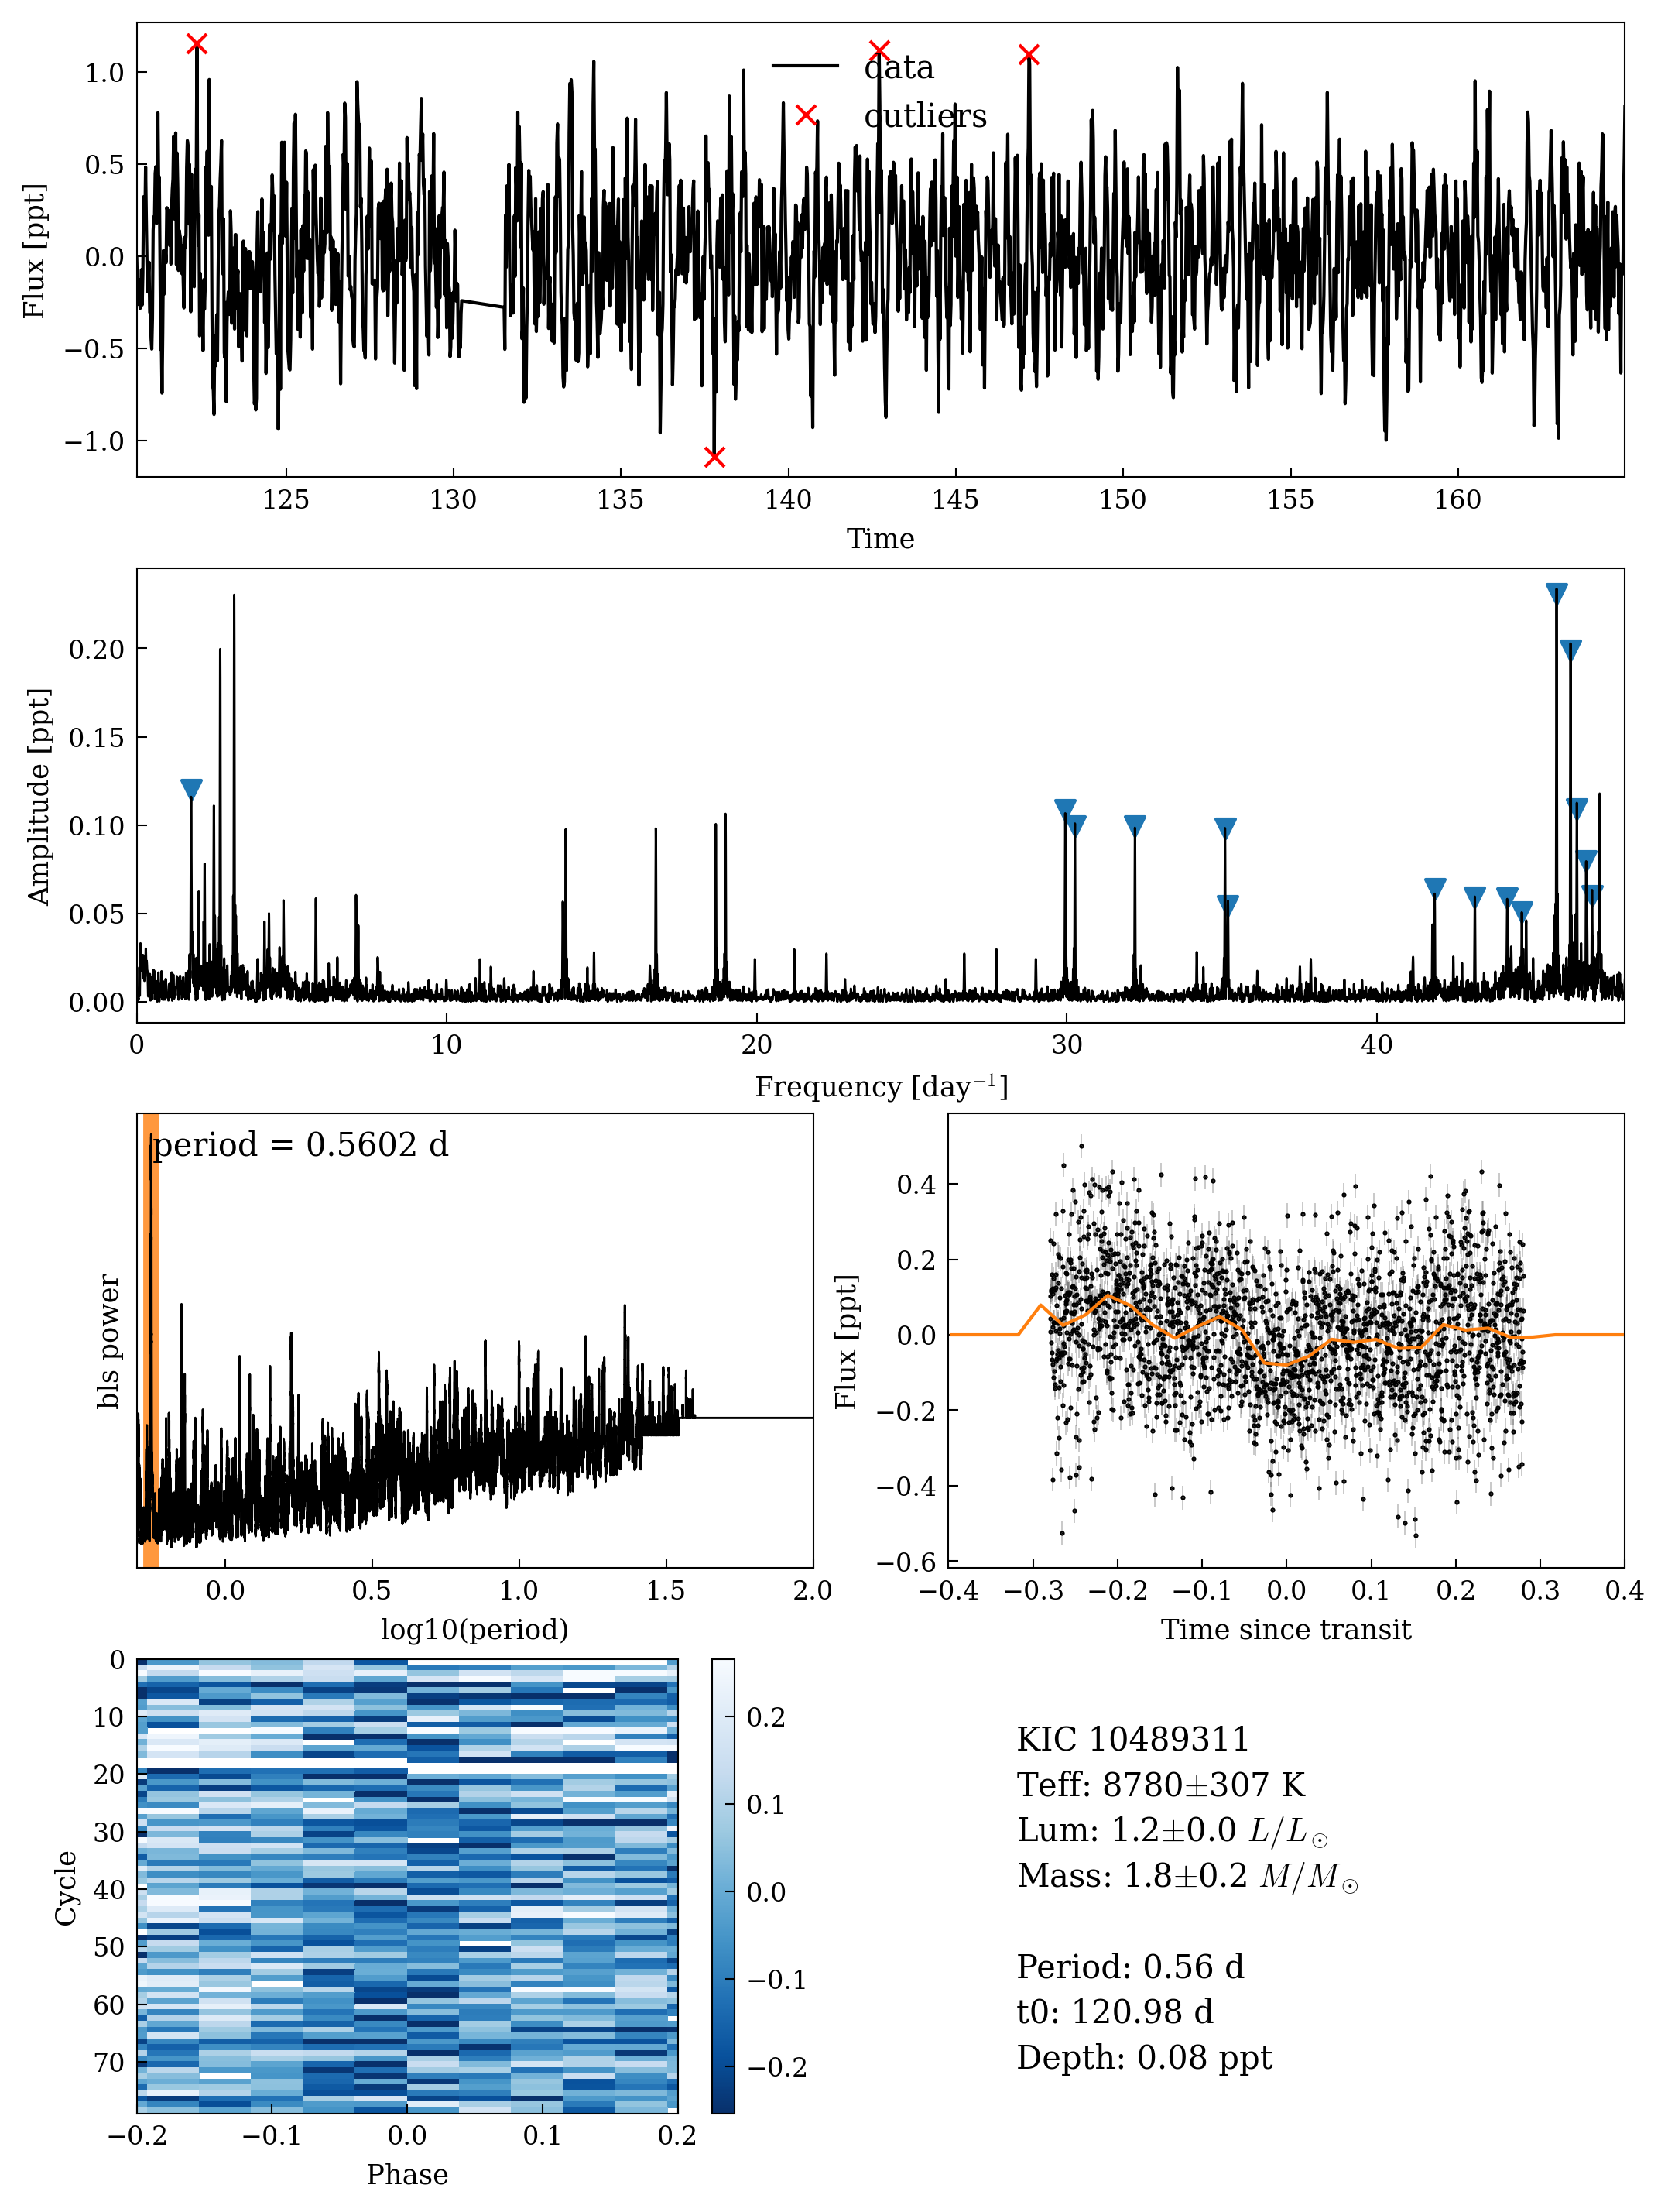 data
outliers
1.0
0.5
0.0
−0.5
−1.0
Flux [ppt]
125 130 135 140 145 150 155 160
Time
0.20
0.15
0.10
0.05
0.00
Amplitude [ppt]
0 10 20 30 40
Frequency [day⁻¹]
period = 0.5602 d
bls power
0.0 0.5 1.0 1.5 2.0
log10(period)
0.4
0.2
0.0
−0.2
−0.4
−0.6
Flux [ppt]
−0.4 −0.3 −0.2 −0.1 0.0 0.1 0.2 0.3 0.4
Time since transit
0
10
20
30
40
50
60
70
Cycle
−0.2 −0.1 0.0 0.1 0.2
Phase
0.2
0.1
0.0
−0.1
−0.2
KIC 10489311
Teff: 8780±307 K
Lum: 1.2±0.0 L/L⊙
Mass: 1.8±0.2 M/M⊙
Period: 0.56 d
t0: 120.98 d
Depth: 0.08 ppt